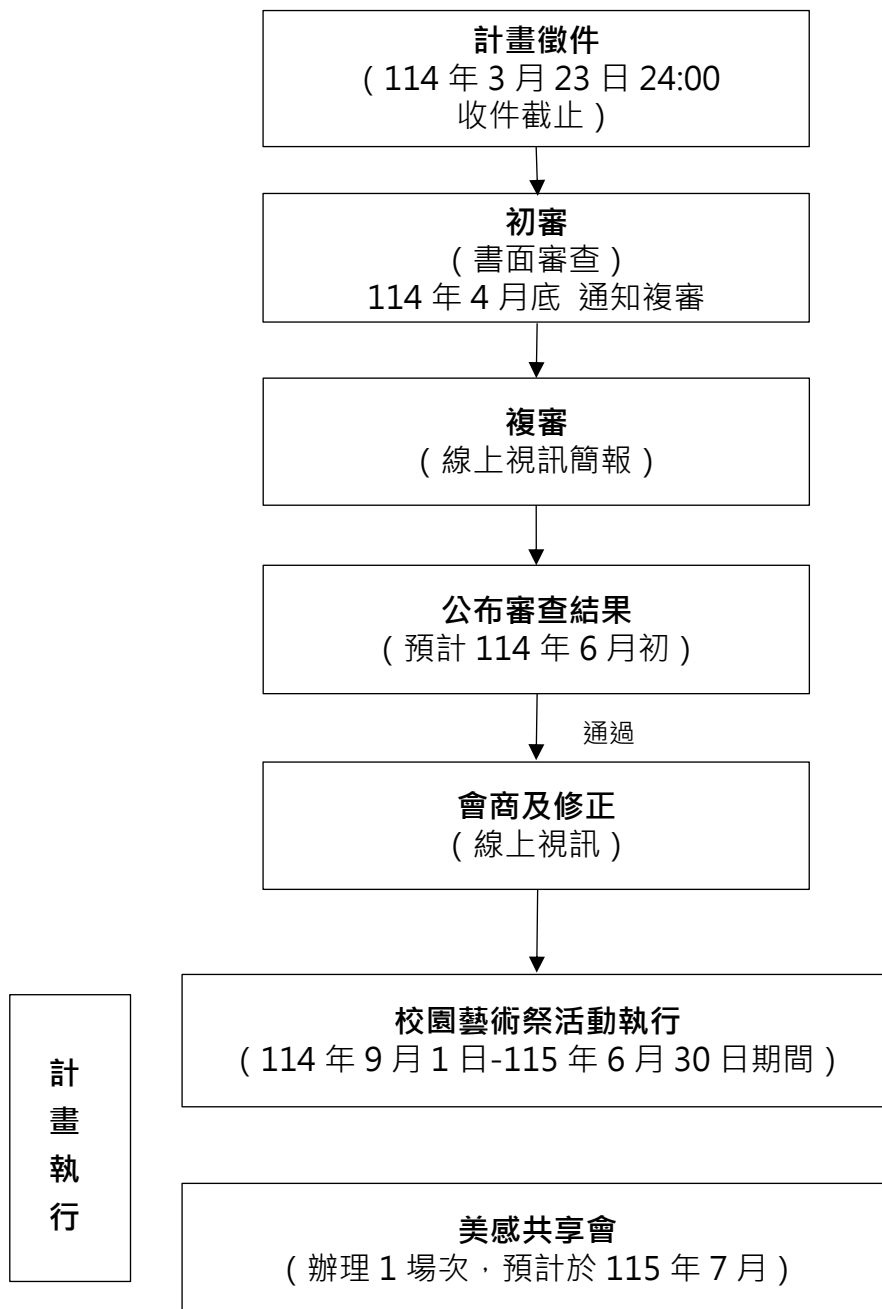 計畫徵件
（114 年 3 月 23 日 24:00
收件截止）
初審
（書面審查）
114 年 4 月底 通知複審
複審
（線上視訊簡報）
公布審查結果
（預計 114 年 6 月初）
通過
會商及修正
（線上視訊）
校園藝術祭活動執行
（114 年 9 月 1 日-115 年 6 月 30 日期間）
計
畫
執
行
美感共享會
（辦理 1 場次，預計於 115 年 7 月）